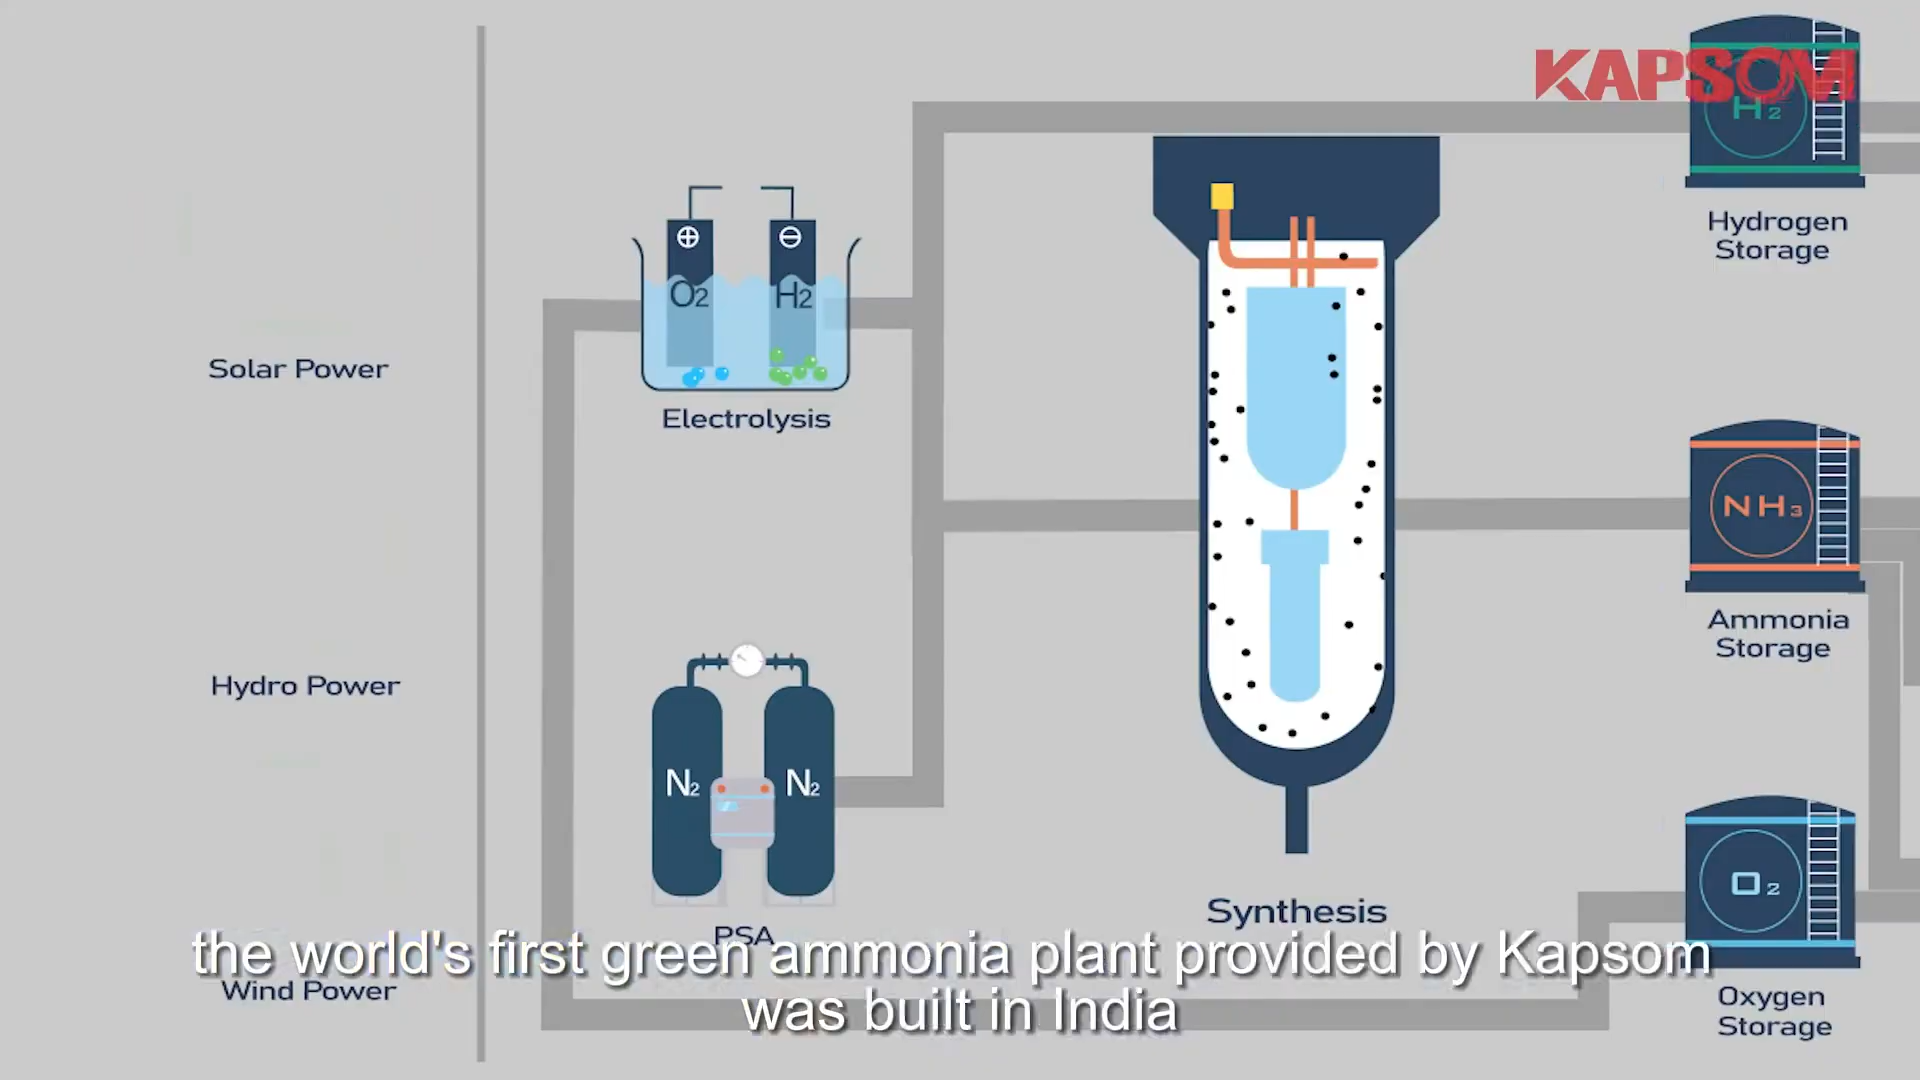 KAPSOM
H2
Hydrogen
Storage
O2
H2
Solar Power
Electrolysis
NH3
Ammonia
Storage
Hydro Power
N2
N2
O2
Synthesis
PSA
the world's first green ammonia plant provided by Kapsom
was built in India
Wind Power
Oxygen
Storage